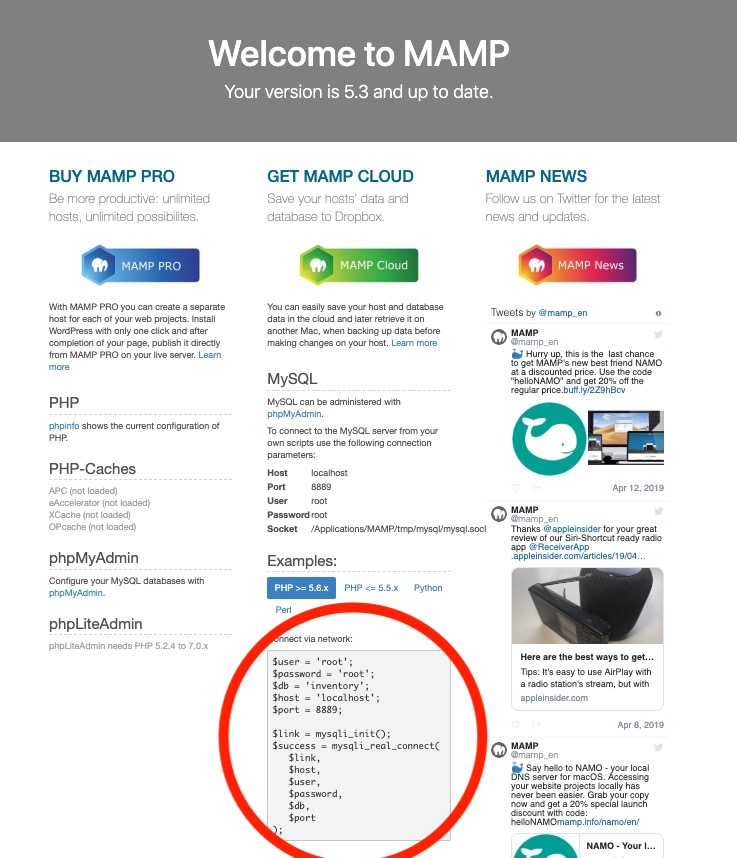 Welcome to MAMP
Your version is 5.3 and up to date.
BUY MAMP PRO
Be more productive: unlimited
hosts, unlimited possibilites.
MAMP PRO
With MAMP PRO you can create a separate
host for each of your web projects. Install
WordPress with only one click and after
completion of your page, publish it directly
from MAMP PRO on your live server. Learn
more
PHP
phpinfo shows the current configuration of
PHP.
PHP-Caches
APC (not loaded)
eAccelerator (not loaded)
XCache (not loaded)
OPcache (not loaded)
phpMyAdmin
Configure your MySQL databases with
phpMyAdmin.
phpLiteAdmin
phpLiteAdmin needs PHP 5.2.4 to 7.0.x
GET MAMP CLOUD
Save your hosts' data and
database to Dropbox.
MAMP Cloud
You can easily save your host and database
data in the cloud and later retrieve it on
another Mac, when backing up data before
making changes on your host. Learn more
MySQL
MySQL can be administered with
phpMyAdmin.
To connect to the MySQL server from your
own scripts use the following connection
parameters:
Host localhost
Port 8889
User root
Password root
Socket /Applications/MAMP/tmp/mysql/mysql.socl
Examples:
PHP >= 5.6.x PHP <= 5.5.x Python
Perl
onnect via network:
$user = 'root';
$password = 'root';
$db = 'inventory';
$host = 'localhost';
$port = 8889;
$link = mysqli_init();
$success = mysqli_real_connect(
$link,
$host,
$user,
$password,
$db,
$port
);
MAMP NEWS
Follow us on Twitter for the latest
news and updates.
MAMP News
Tweets by @mamp_en
MAMP
@mamp_en
🐳 Hurry up, this is the last chance
to get MAMP's new best friend NAMO
at a discounted price. Use the code
"helloNAMO" and get 20% off the
regular price.buff.ly/2Z9hBcv
Apr 12, 2019
MAMP
@mamp_en
Thanks @appleinsider for your great
review of our Siri-Shortcut ready radio
app @ReceiverApp
.appleinsider.com/articles/19/04…
Here are the best ways to get…
Tips: It's easy to use AirPlay with
a radio station's stream, but with
appleinsider.com
Apr 8, 2019
MAMP
@mamp_en
🐳 Say hello to NAMO - your local
DNS server for macOS. Accessing
your website projects locally has
never been easier. Grab your copy
now and get a 20% special launch
discount with code:
helloNAMOmamp.info/namo/en/
NAMO - Your l…